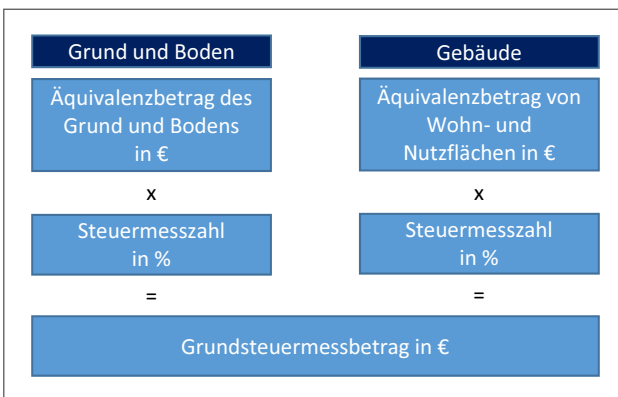 Grund und Boden
Äquivalenzbetrag des
Grund und Bodens
in €
x
Steuermesszahl
in %
=
Gebäude
Äquivalenzbetrag von
Wohn- und
Nutzflächen in €
x
Steuermesszahl
in %
=
Grundsteuermessbetrag in €